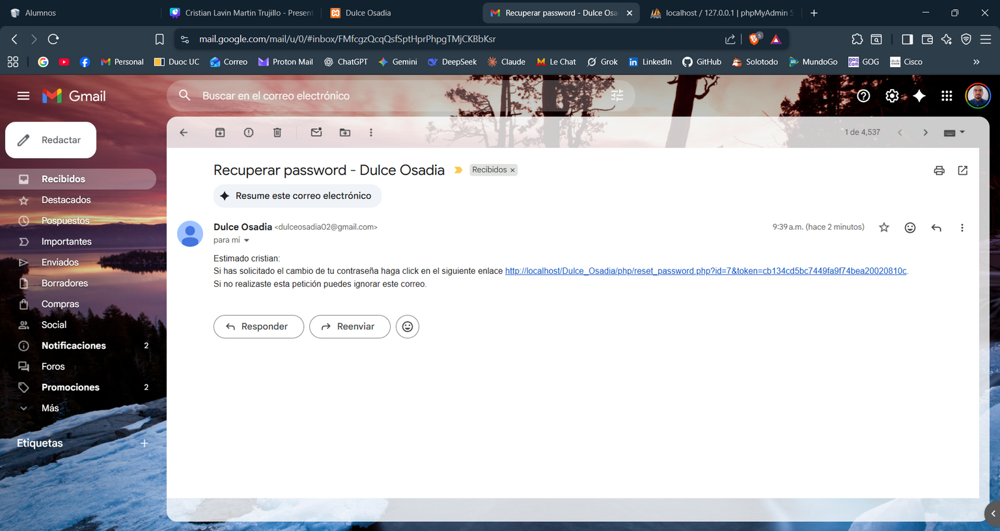 Alumnos
Cristian Lavin Martin Trujillo - Present
Dulce Osadia
Recuperar password - Dulce Osa
localhost / 127.0.0.1 | phpMyAdmin 5
mail.google.com/mail/u/0/#inbox/FMfcgzQcqQsfSptHprPhpgTMjCKBbKsr
5
Personal
Duoc UC
Correo
Proton Mail
ChatGPT
Gemini
DeepSeek
Claude
Le Chat
Grok
LinkedIn
GitHub
Solotodo
MundoGo
GOG
Cisco
Gmail
Buscar en el correo electrónico
Redactar
1 de 4,537
Recibidos
Destacados
Pospuestos
Importantes
Enviados
Borradores
Compras
Social
Notificaciones 2
Foros
Promociones 2
Más
Etiquetas
Recuperar password - Dulce Osadia
Recibidos
Resume este correo electrónico
Dulce Osadia <dulceosadia02@gmail.com>
9:39 a.m. (hace 2 minutos)
para mí
Estimado cristian:
Si has solicitado el cambio de tu contraseña haga click en el siguiente enlace http://localhost/Dulce_Osadia/php/reset_password.php?id=7&token=cb134cd5bc7449fa9f74bea20020810c.
Si no realizaste esta petición puedes ignorar este correo.
Responder
Reenviar